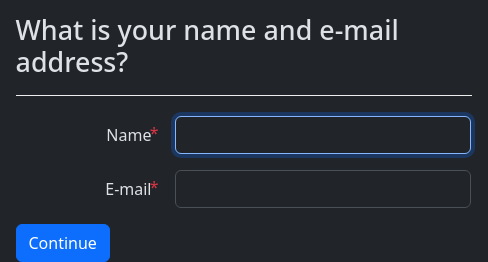 What is your name and e-mail
address?
Name*
E-mail*
Continue